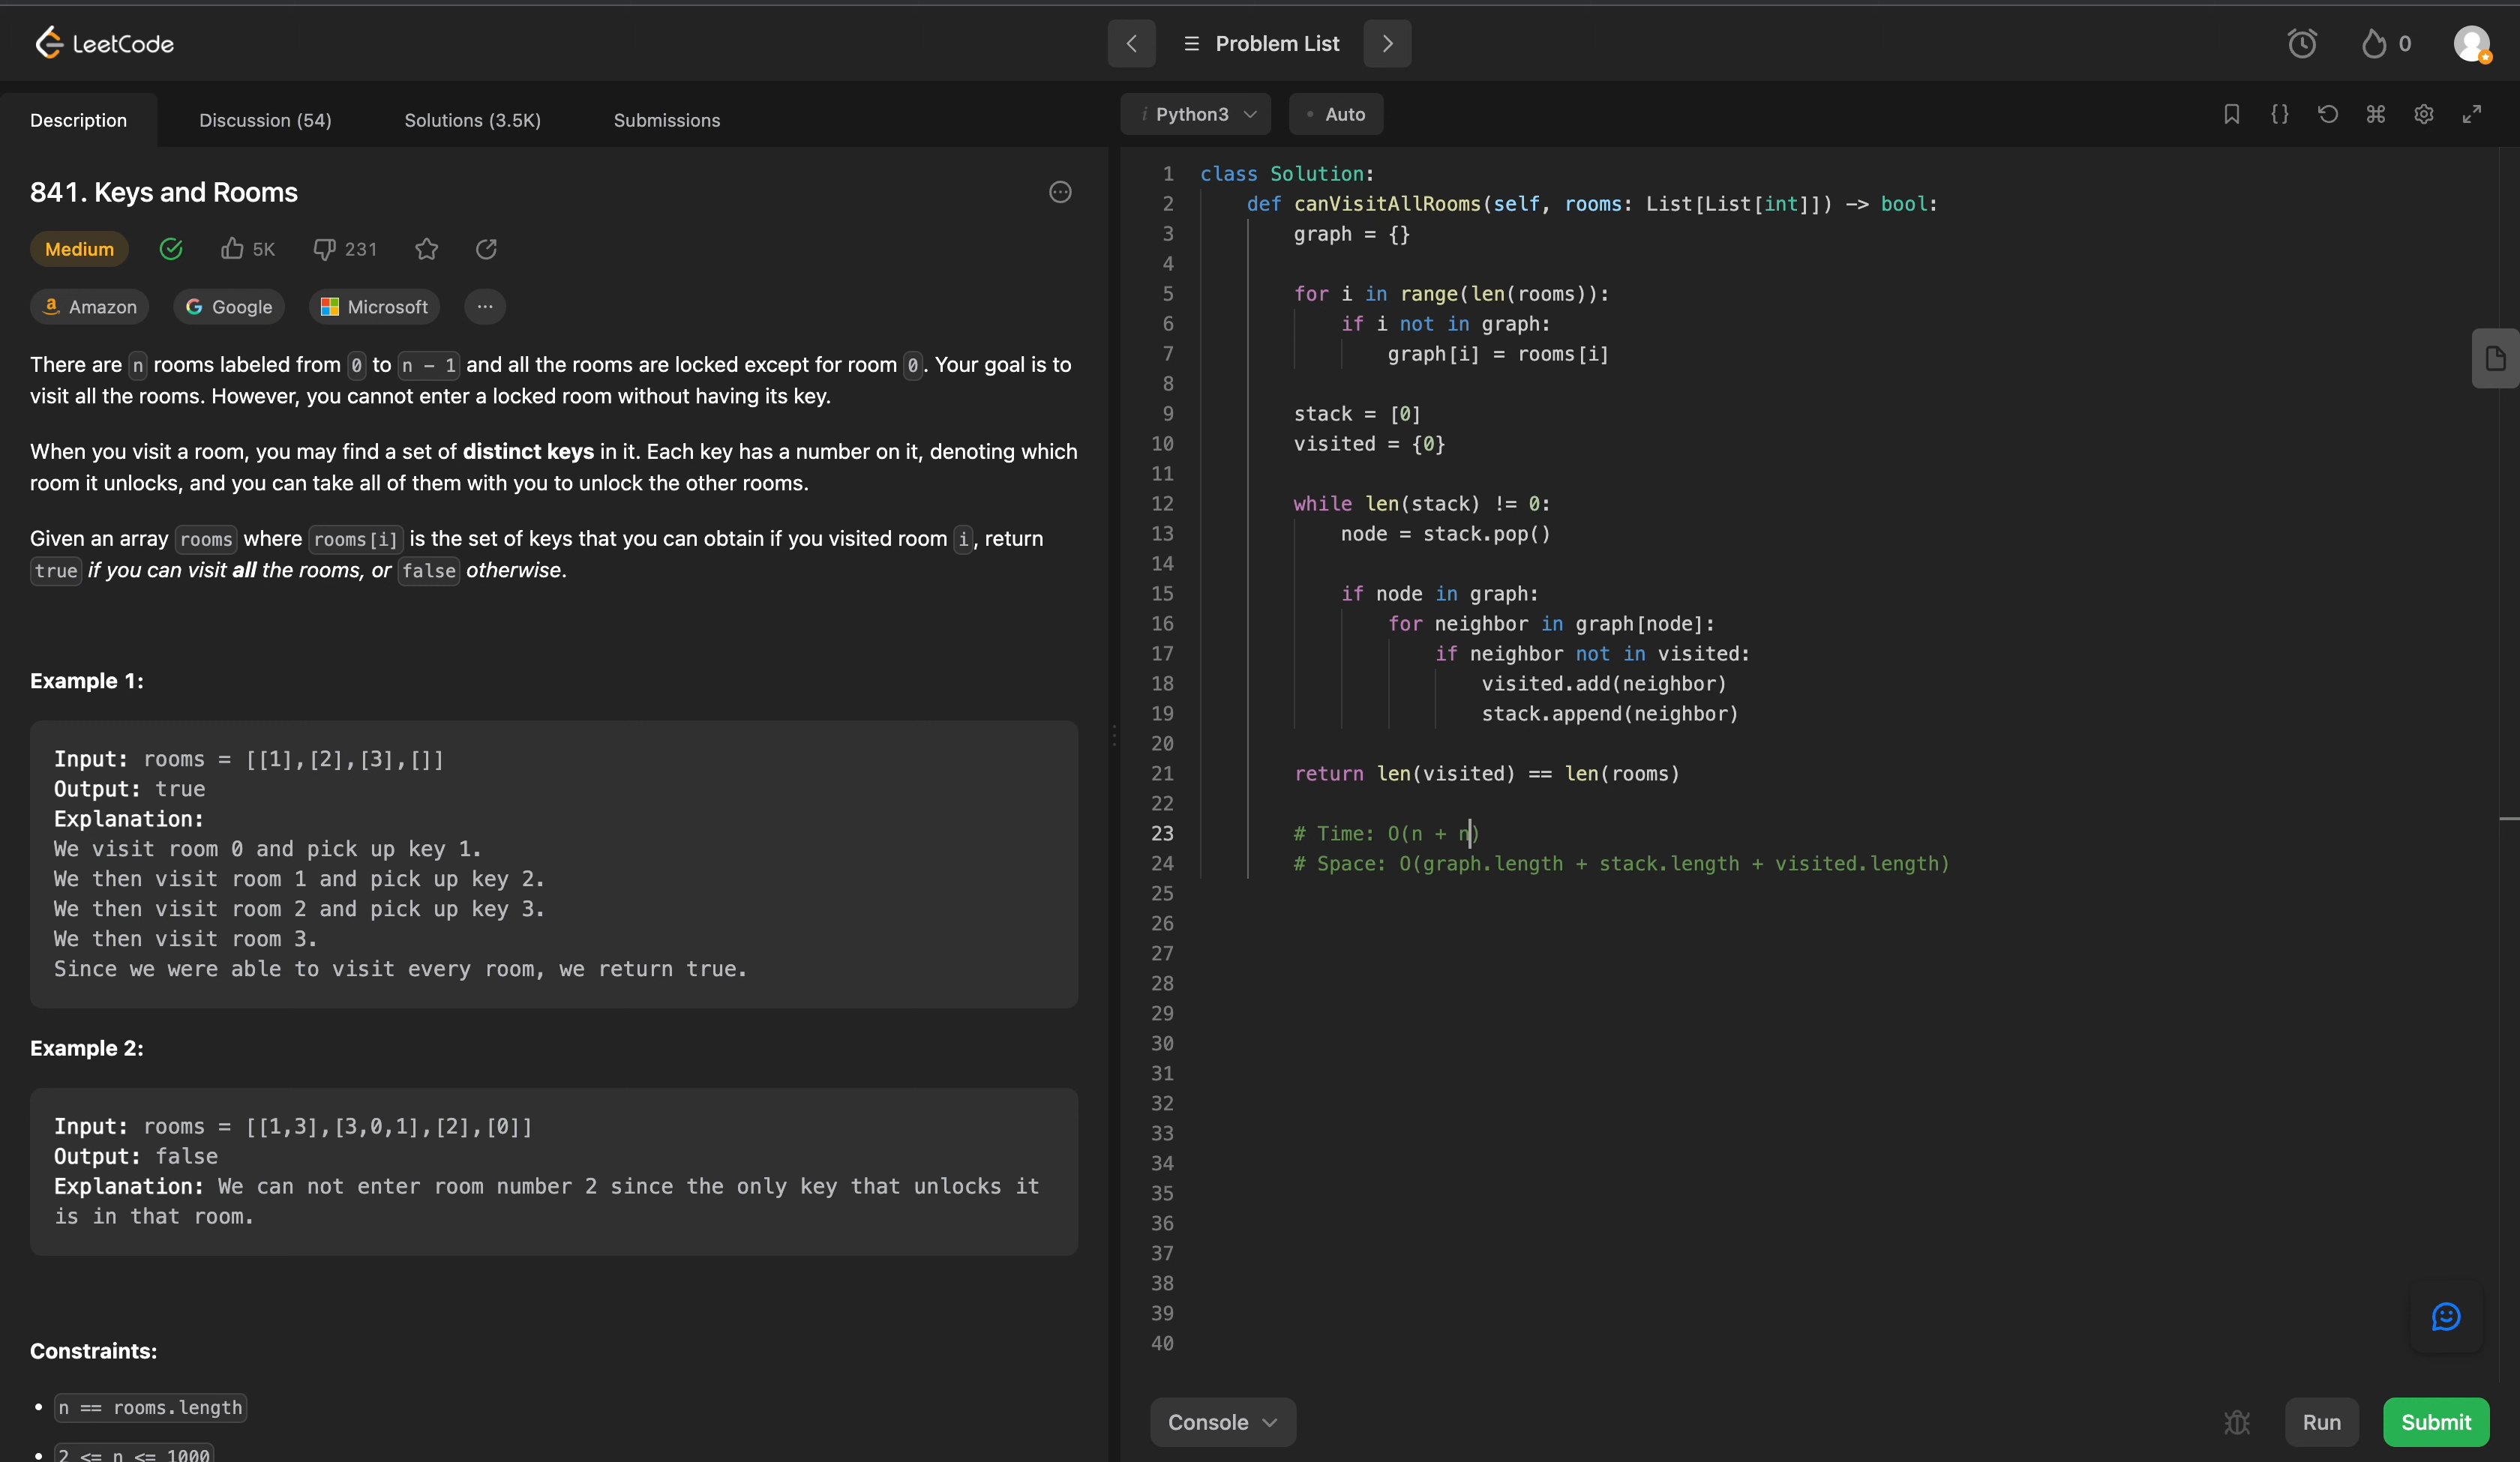 LeetCode
Problem List
0
Description
Discussion (54)
Solutions (3.5K)
Submissions
841. Keys and Rooms
Medium
5K
231
Amazon
Google
Microsoft
There are n rooms labeled from 0 to n - 1 and all the rooms are locked except for room 0. Your goal is to
visit all the rooms. However, you cannot enter a locked room without having its key.
When you visit a room, you may find a set of distinct keys in it. Each key has a number on it, denoting which
room it unlocks, and you can take all of them with you to unlock the other rooms.
Given an array rooms where rooms[i] is the set of keys that you can obtain if you visited room i, return
true if you can visit all the rooms, or false otherwise.
Example 1:
Input: rooms = [[1],[2],[3],[]]
Output: true
Explanation:
We visit room 0 and pick up key 1.
We then visit room 1 and pick up key 2.
We then visit room 2 and pick up key 3.
We then visit room 3.
Since we were able to visit every room, we return true.
Example 2:
Input: rooms = [[1,3],[3,0,1],[2],[0]]
Output: false
Explanation: We can not enter room number 2 since the only key that unlocks it
is in that room.
Constraints:
• n == rooms.length
• 2 <= n <= 1000
i Python3
• Auto
1 class Solution:
2     def canVisitAllRooms(self, rooms: List[List[int]]) -> bool:
3         graph = {}
4
5         for i in range(len(rooms)):
6             if i not in graph:
7                 graph[i] = rooms[i]
8
9         stack = [0]
10         visited = {0}
11
12         while len(stack) != 0:
13             node = stack.pop()
14
15             if node in graph:
16                 for neighbor in graph[node]:
17                     if neighbor not in visited:
18                         visited.add(neighbor)
19                         stack.append(neighbor)
20
21         return len(visited) == len(rooms)
22
23         # Time: O(n + n)
24         # Space: O(graph.length + stack.length + visited.length)
25
26
27
28
29
30
31
32
33
34
35
36
37
38
39
40
Console
Run
Submit